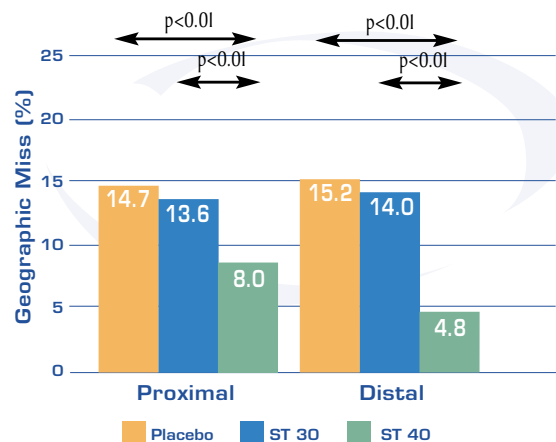 p<0.01 p<0.01
p<0.01 p<0.01
25
20
15
10
5
0
Geographic Miss (%)
14.7 13.6 8.0
15.2 14.0 4.8
Proximal Distal
Placebo ST 30 ST 40